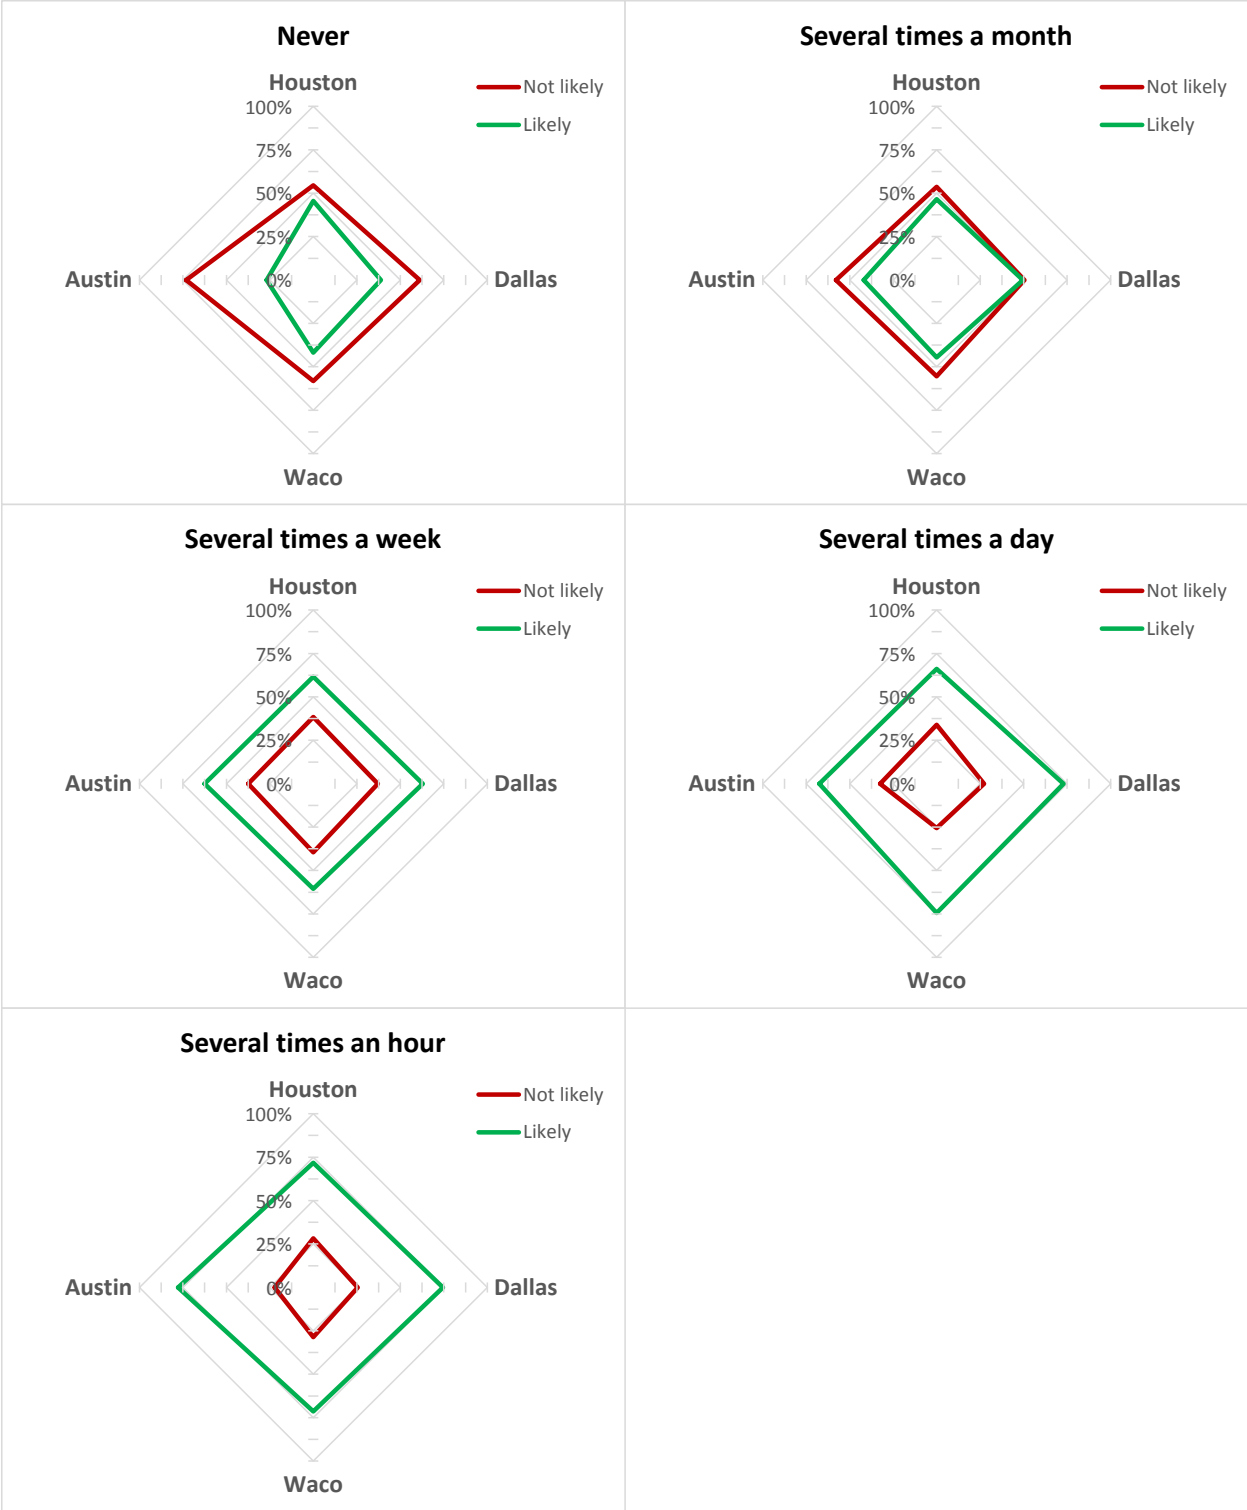 Never
Houston
Not likely
Likely
100%
75%
50%
25%
0%
Austin
Dallas
Waco
Several times a month
Houston
Not likely
Likely
100%
75%
50%
25%
0%
Austin
Dallas
Waco
Several times a week
Houston
Not likely
Likely
100%
75%
50%
25%
0%
Austin
Dallas
Waco
Several times a day
Houston
Not likely
Likely
100%
75%
50%
25%
0%
Austin
Dallas
Waco
Several times an hour
Houston
Not likely
Likely
100%
75%
50%
25%
0%
Austin
Dallas
Waco